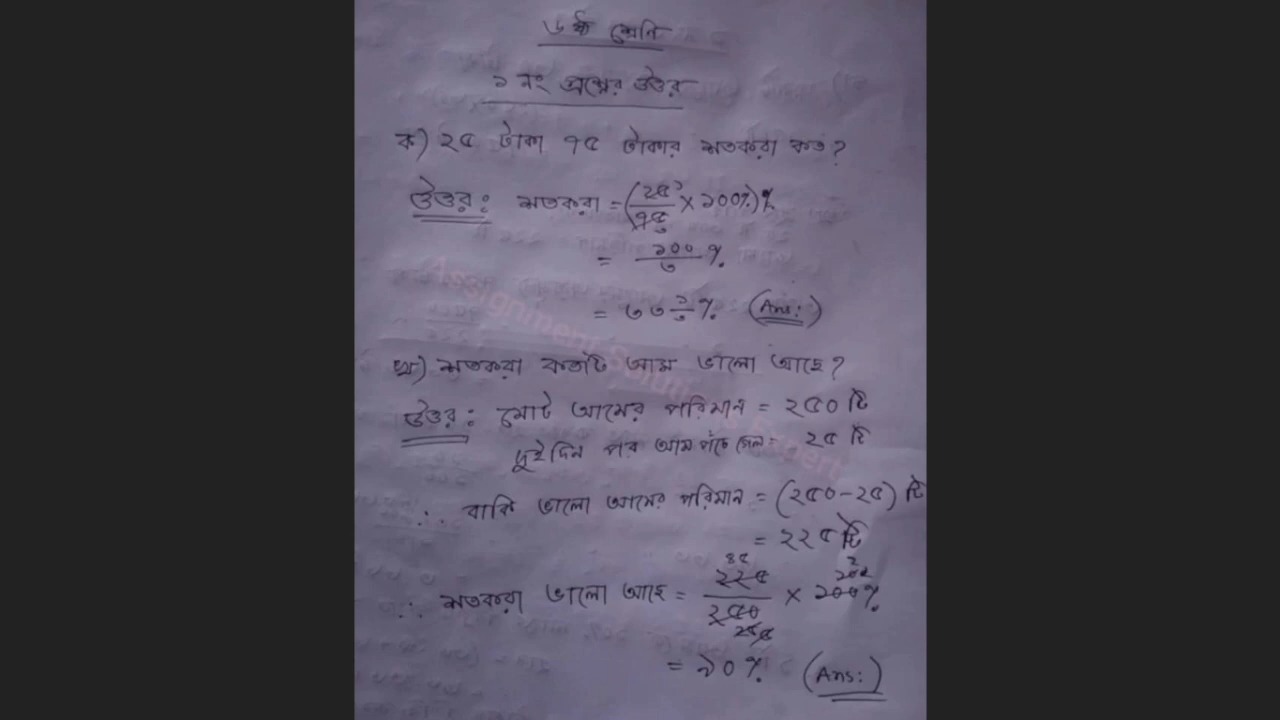 ৬ষ্ঠ শ্রেনি
১ নং প্রশ্নের উত্তর
ক) ২৫ টাকা ৭৫ টাকার শতকরা কত?
উত্তর: শতকরা = (২৫/৭৫ × ১০০%)%
= ১০০/৩ %
= ৩৩ ১/৩ % (Ans:)
খ) শতকরা কতটি আম ভালো আছে?
উত্তর: মোট আমের পরিমান = ২৫০ টি
দুইদিন পর আম পঁচে গেল = ২৫ টি
∴ বাকি ভালো আমের পরিমান = (২৫০-২৫) টি
= ২২৫ টি
∴ শতকরা ভালো আছে = ২২৫/২৫০ × ১০০%
= ৯০% (Ans:)